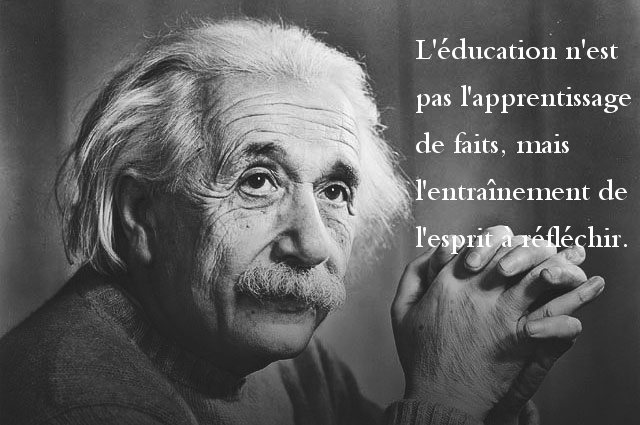 L'éducation n'est
pas l'apprentissage
de faits, mais
l'entraînement de
l'esprit à réfléchir.